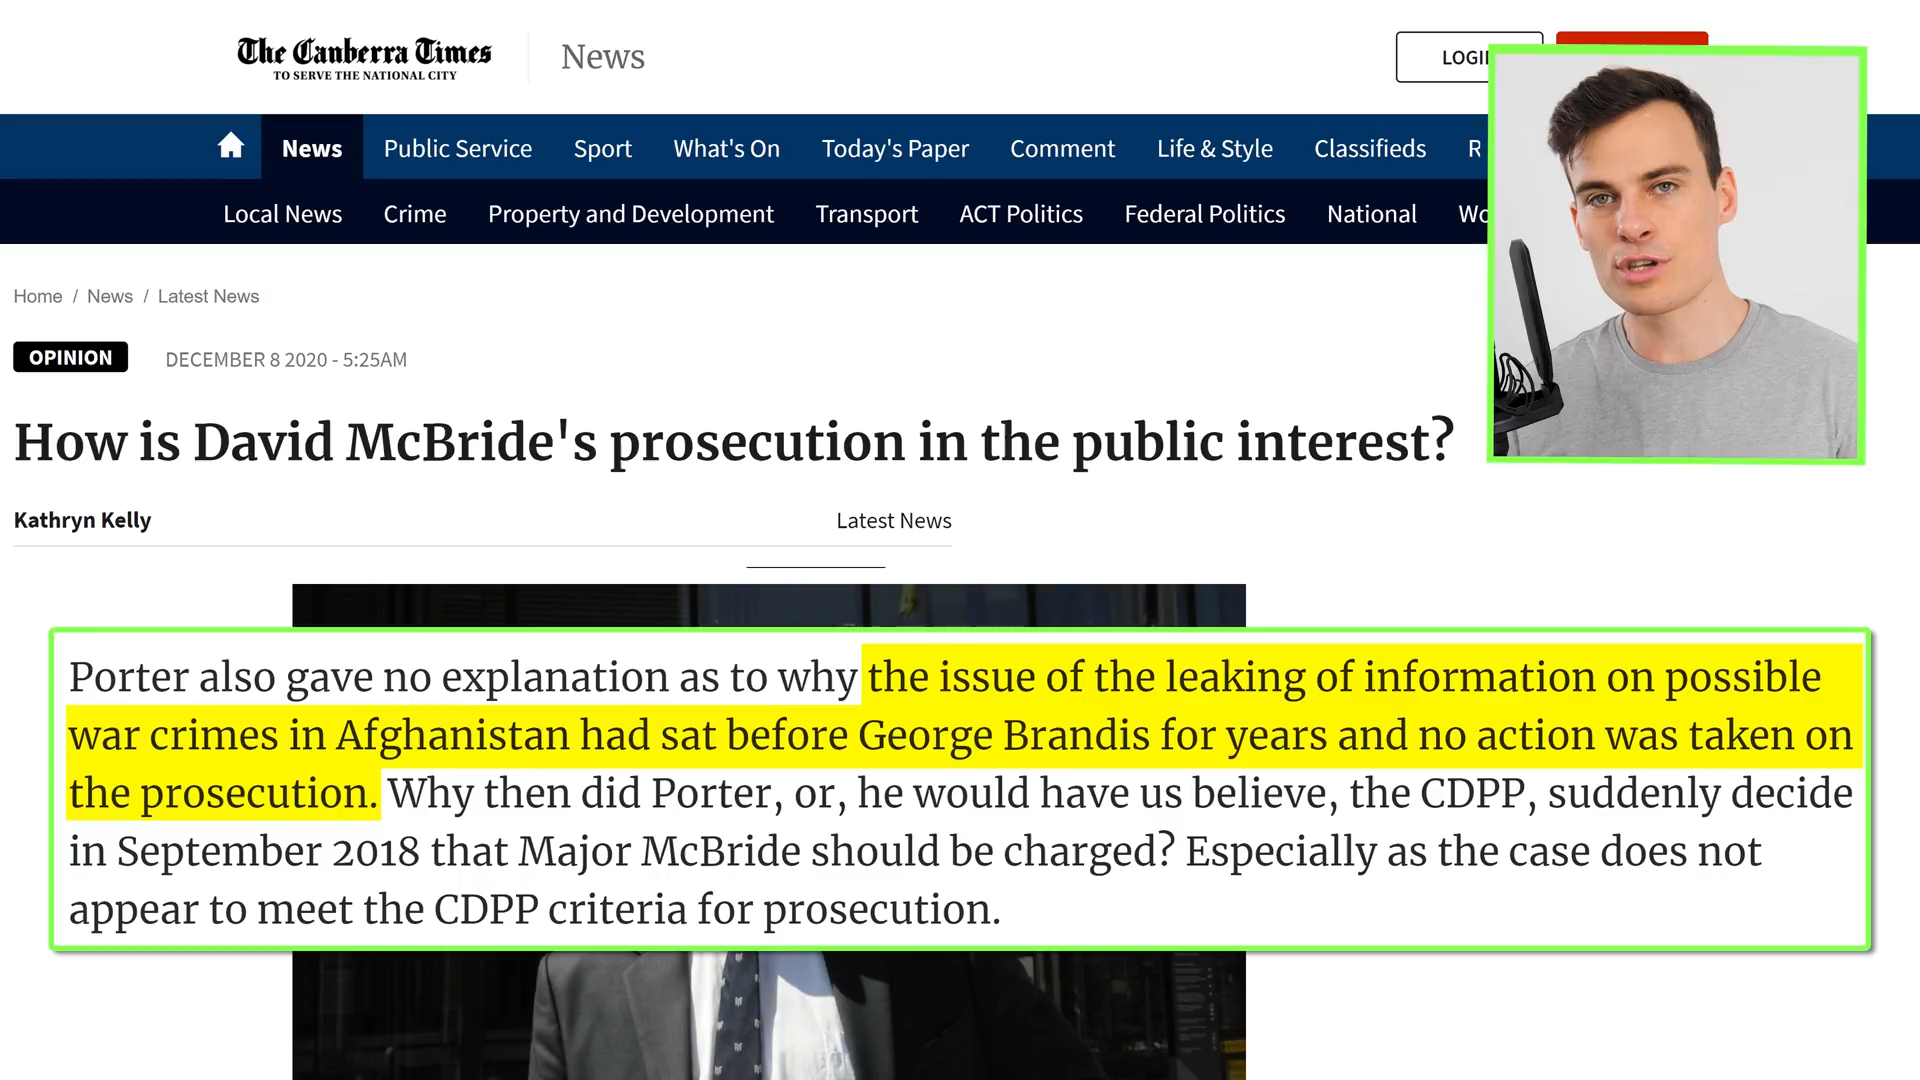 The Canberra Times
TO SERVE THE NATIONAL CITY
News
LOGI
News
Public Service
Sport
What's On
Today's Paper
Comment
Life & Style
Classifieds
R
Local News
Crime
Property and Development
Transport
ACT Politics
Federal Politics
National
Wo
Home / News / Latest News
OPINION
DECEMBER 8 2020 - 5:25AM
How is David McBride's prosecution in the public interest?
Kathryn Kelly
Latest News
Porter also gave no explanation as to why the issue of the leaking of information on possible
war crimes in Afghanistan had sat before George Brandis for years and no action was taken on
the prosecution. Why then did Porter, or, he would have us believe, the CDPP, suddenly decide
in September 2018 that Major McBride should be charged? Especially as the case does not
appear to meet the CDPP criteria for prosecution.